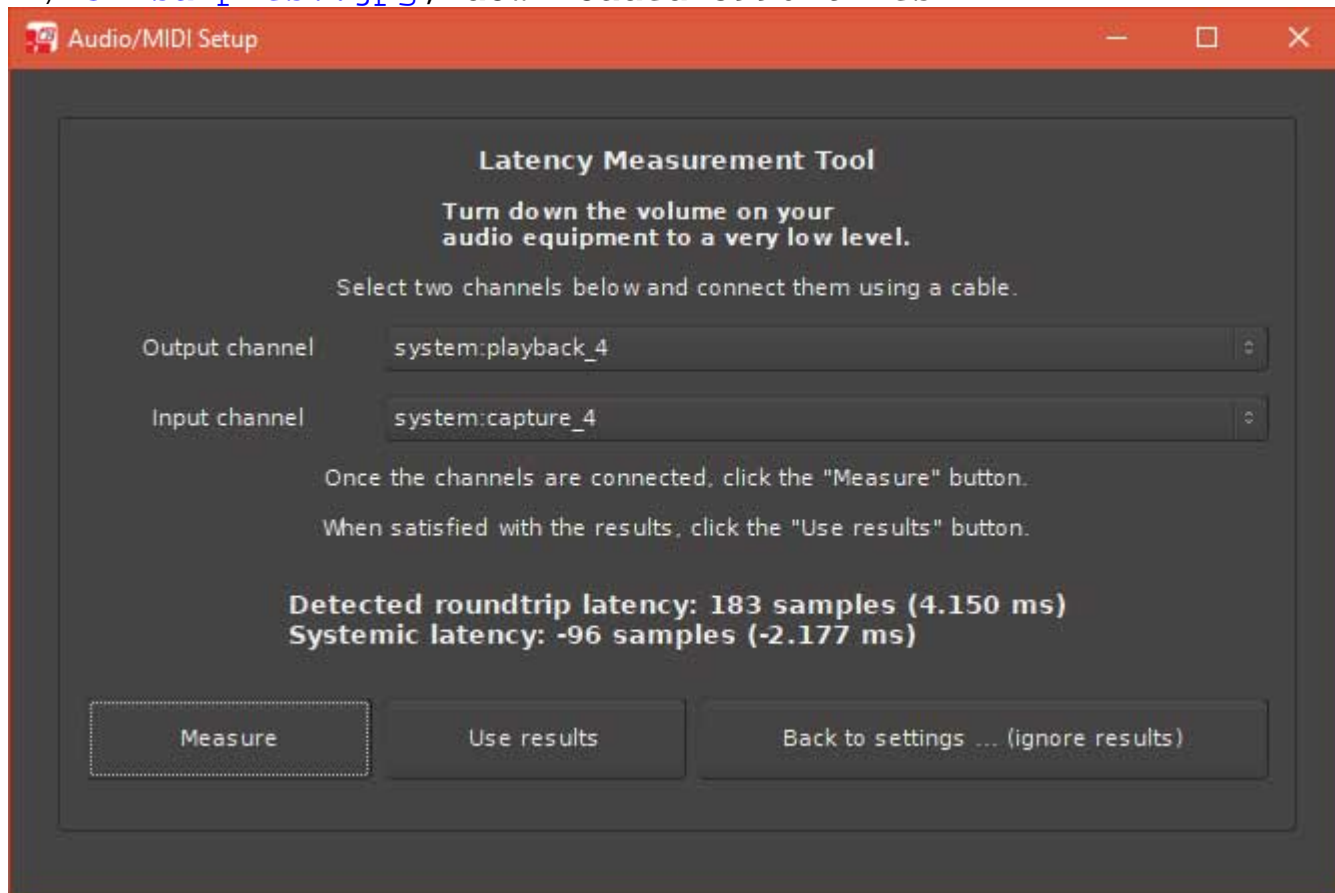 Audio/MIDI Setup
Latency Measurement Tool
Turn down the volume on your
audio equipment to a very low level.
Select two channels below and connect them using a cable.
Output channel system:playback_4
Input channel system:capture_4
Once the channels are connected, click the "Measure" button.
When satisfied with the results, click the "Use results" button.
Detected roundtrip latency: 183 samples (4.150 ms)
Systemic latency: -96 samples (-2.177 ms)
Measure Use results Back to settings ... (ignore results)